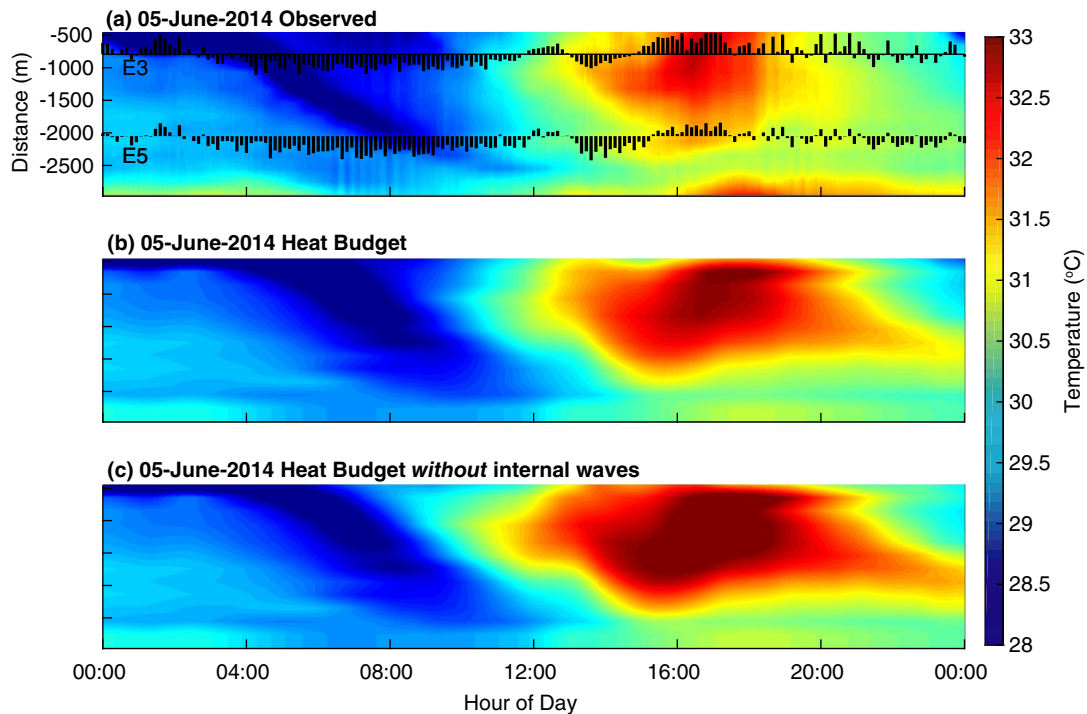 (a) 05-June-2014 Observed
-500
-1000
-1500
-2000
-2500
Distance (m)
E3
E5
(b) 05-June-2014 Heat Budget
(c) 05-June-2014 Heat Budget without internal waves
00:00 04:00 08:00 12:00 16:00 20:00 00:00
Hour of Day
33
32.5
32
31.5
31
30.5
30
29.5
29
28.5
28
Temperature (°C)